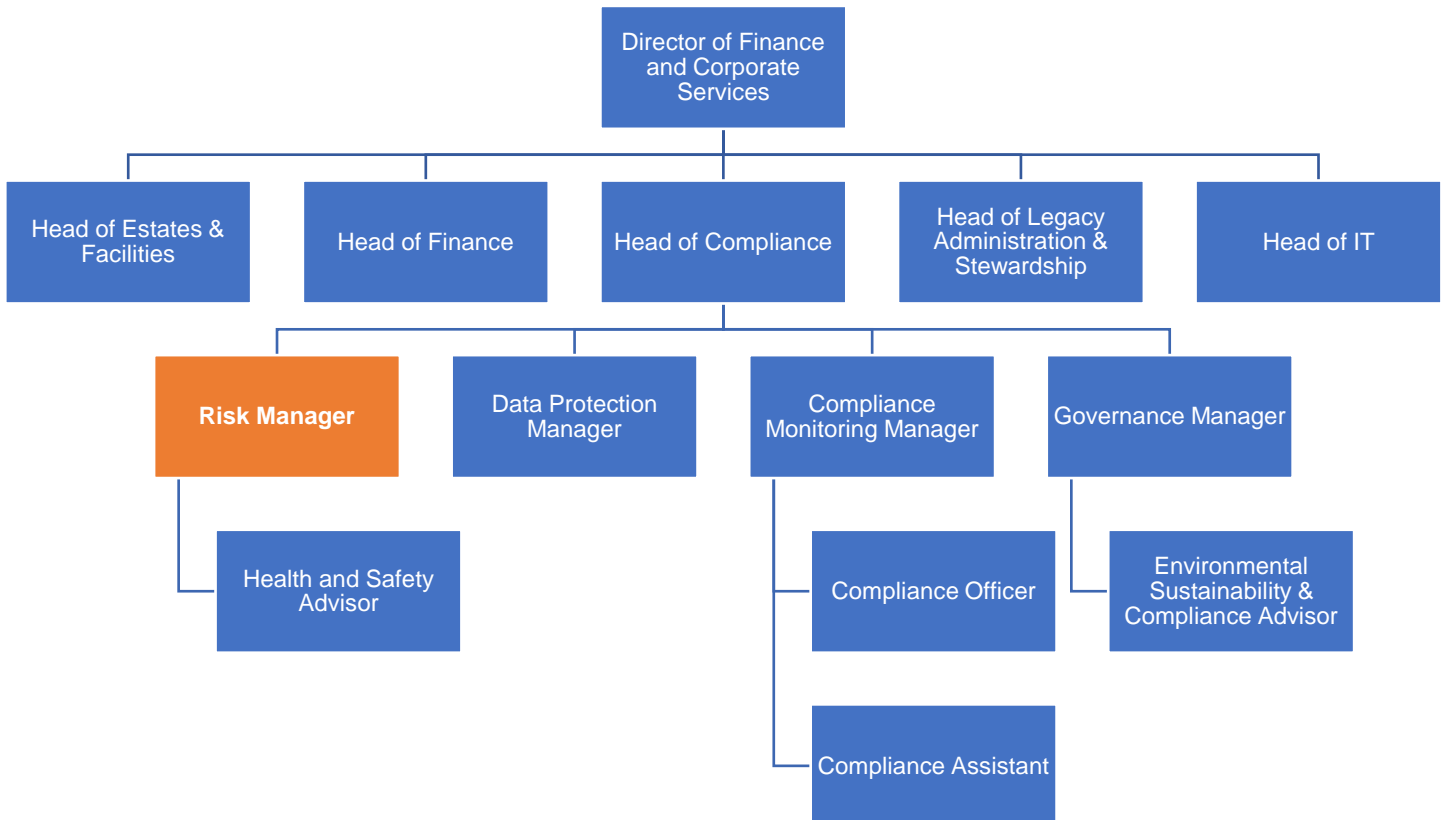 Director of Finance
and Corporate
Services
Head of Estates &
Facilities
Head of Finance
Head of Compliance
Head of Legacy
Administration &
Stewardship
Head of IT
Risk Manager
Data Protection
Manager
Compliance
Monitoring Manager
Governance Manager
Health and Safety
Advisor
Compliance Officer
Environmental
Sustainability &
Compliance Advisor
Compliance Assistant